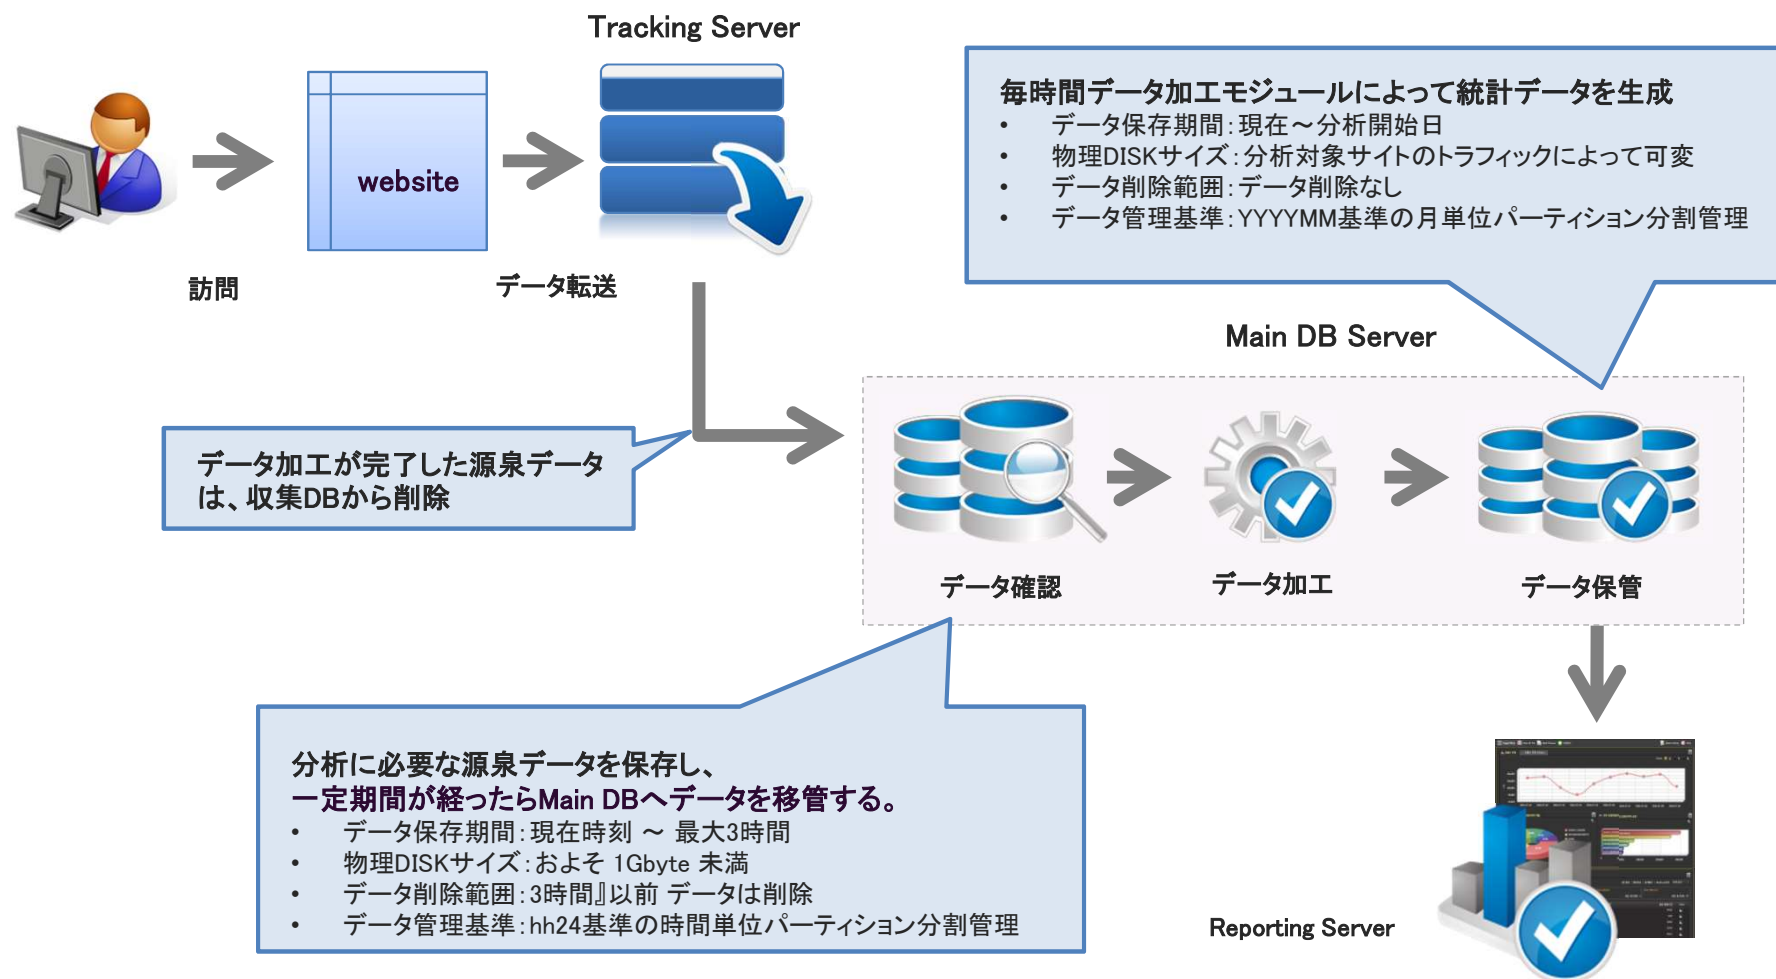 Tracking Server
website
訪問
データ転送
毎時間データ加工モジュールによって統計データを生成
• データ保存期間：現在～分析開始日
• 物理DISKサイズ：分析対象サイトのトラフィックによって可変
• データ削除範囲：データ削除なし
• データ管理基準：YYYYMM基準の月単位パーティション分割管理
Main DB Server
データ加工が完了した源泉データ
は、収集DBから削除
データ確認
データ加工
データ保管
分析に必要な源泉データを保存し、
一定期間が経ったらMain DBへデータを移管する。
• データ保存期間：現在時刻 ～ 最大3時間
• 物理DISKサイズ：およそ 1Gbyte 未満
• データ削除範囲：3時間』以前 データは削除
• データ管理基準：hh24基準の時間単位パーティション分割管理
Reporting Server